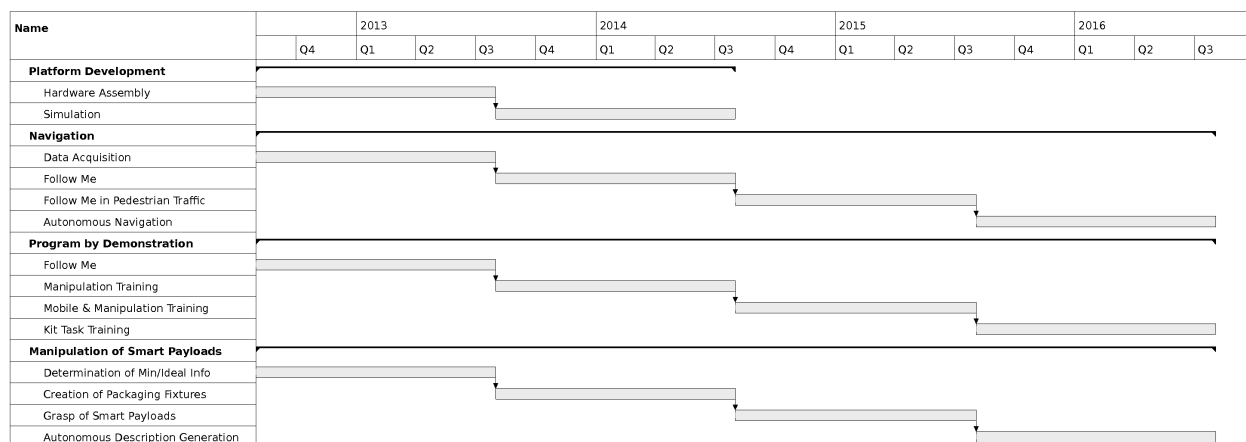 Name 2013 2014 2015 2016
Q4 Q1 Q2 Q3 Q4 Q1 Q2 Q3 Q4 Q1 Q2 Q3 Q4 Q1 Q2 Q3
Platform Development
Hardware Assembly
Simulation
Navigation
Data Acquisition
Follow Me
Follow Me in Pedestrian Traffic
Autonomous Navigation
Program by Demonstration
Follow Me
Manipulation Training
Mobile & Manipulation Training
Kit Task Training
Manipulation of Smart Payloads
Determination of Min/Ideal Info
Creation of Packaging Fixtures
Grasp of Smart Payloads
Autonomous Description Generation